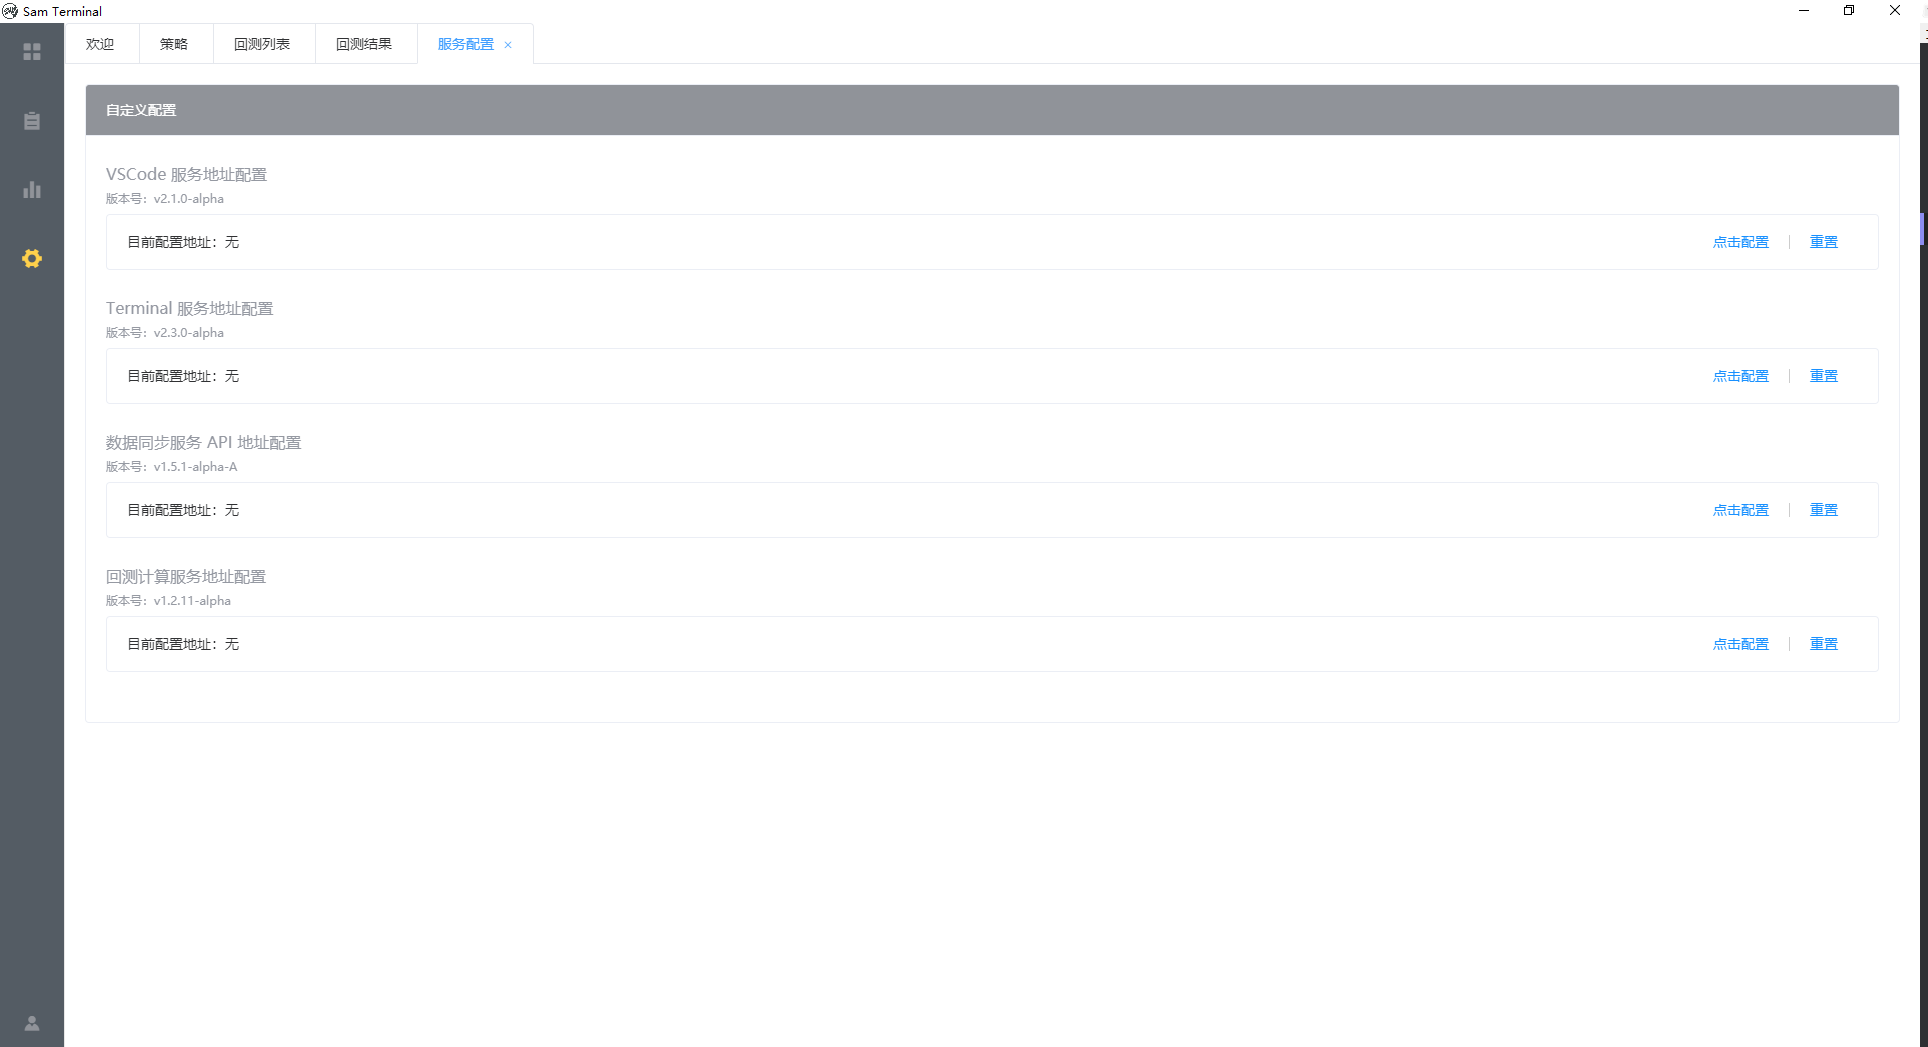 Sam Terminal
欢迎 策略 回测列表 回测结果 服务配置
自定义配置
VSCode 服务地址配置
版本号：v2.1.0-alpha
目前配置地址：无 点击配置 重置
Terminal 服务地址配置
版本号：v2.3.0-alpha
目前配置地址：无 点击配置 重置
数据同步服务 API 地址配置
版本号：v1.5.1-alpha-A
目前配置地址：无 点击配置 重置
回测计算服务地址配置
版本号：v1.2.11-alpha
目前配置地址：无 点击配置 重置